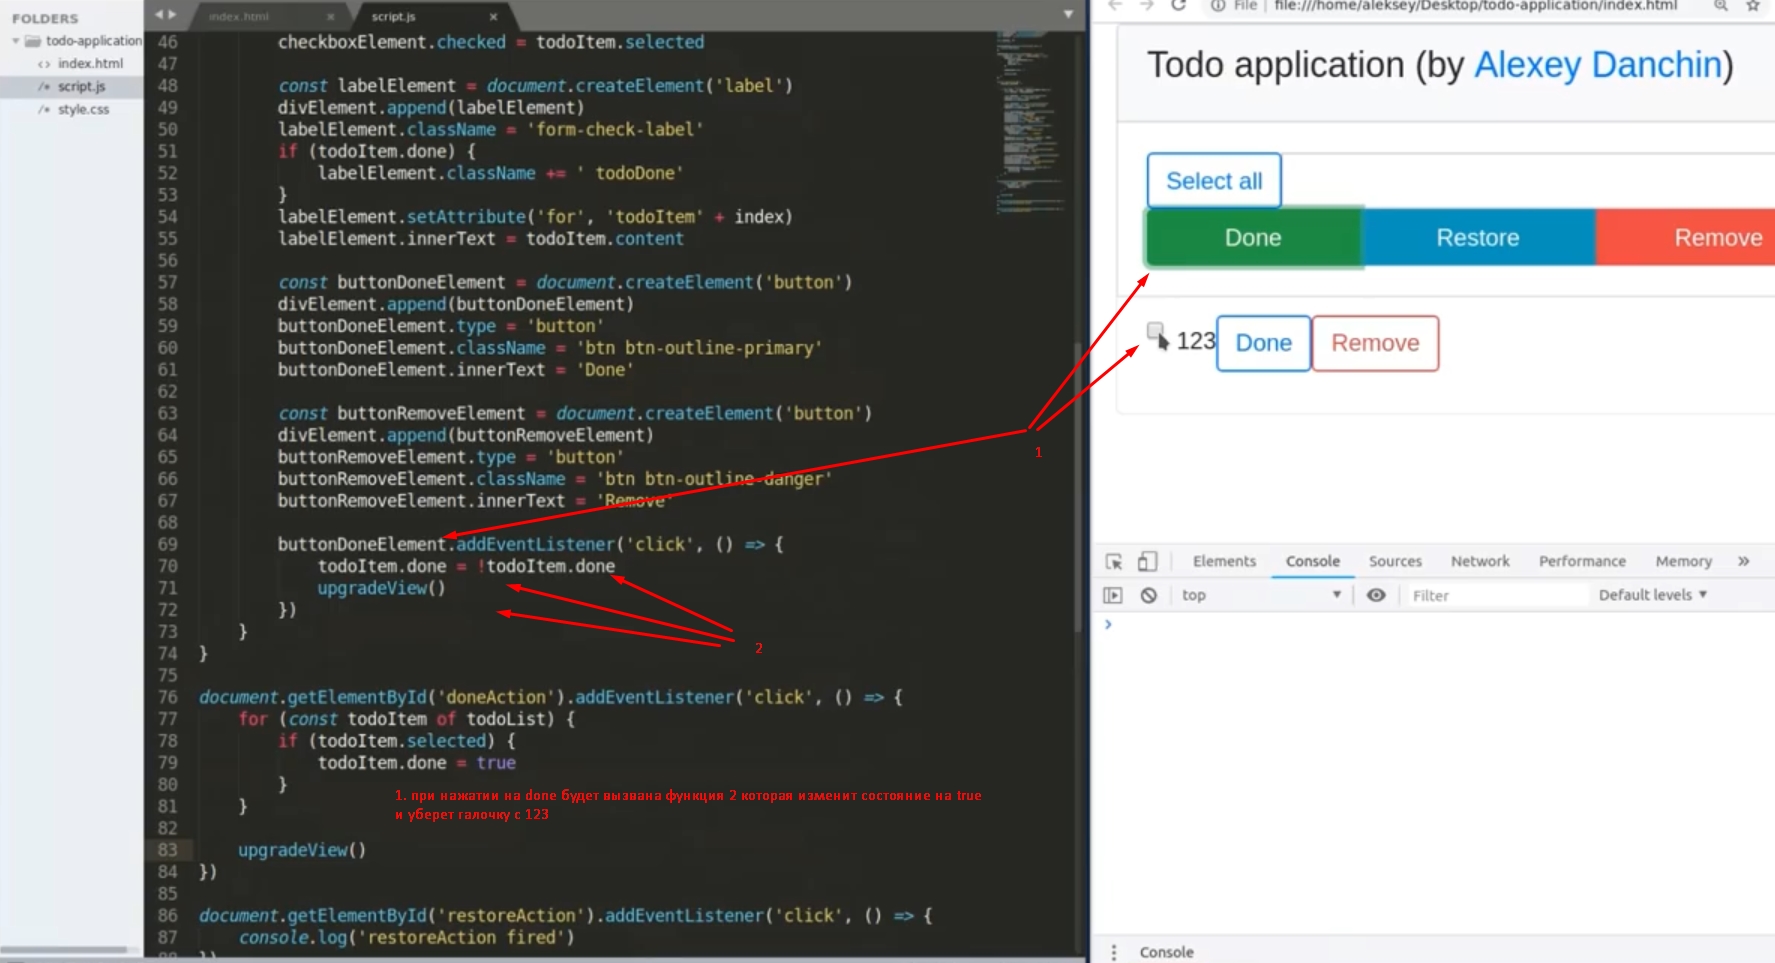 FOLDERS
todo-application
<> index.html
/* script.js
/* style.css
index.html ×
script.js ×
46 checkboxElement.checked = todoItem.selected
47
48 const labelElement = document.createElement('label')
49 divElement.append(labelElement)
50 labelElement.className = 'form-check-label'
51 if (todoItem.done) {
52 labelElement.className += ' todoDone'
53 }
54 labelElement.setAttribute('for', 'todoItem' + index)
55 labelElement.innerText = todoItem.content
56
57 const buttonDoneElement = document.createElement('button')
58 divElement.append(buttonDoneElement)
59 buttonDoneElement.type = 'button'
60 buttonDoneElement.className = 'btn btn-outline-primary'
61 buttonDoneElement.innerText = 'Done'
62
63 const buttonRemoveElement = document.createElement('button')
64 divElement.append(buttonRemoveElement)
65 buttonRemoveElement.type = 'button'
66 buttonRemoveElement.className = 'btn btn-outline-danger'
67 buttonRemoveElement.innerText = 'Remove'
68
69 buttonDoneElement.addEventListener('click', () => {
70 todoItem.done = !todoItem.done
71 upgradeView()
72 })
73 }
74 }
75
76 document.getElementById('doneAction').addEventListener('click', () => {
77 for (const todoItem of todoList) {
78 if (todoItem.selected) {
79 todoItem.done = true
80 }
81 }
82
83 upgradeView()
84 })
85
86 document.getElementById('restoreAction').addEventListener('click', () => {
87 console.log('restoreAction fired')
1
2
1. при нажатии на done будет вызвана функция 2 которая изменит состояние на true
и уберет галочку с 123
File | file:///home/aleksey/Desktop/todo-application/index.html
Todo application (by Alexey Danchin)
Select all
Done Restore Remove
123 Done Remove
Elements Console Sources Network Performance Memory »
top Filter Default levels
Console